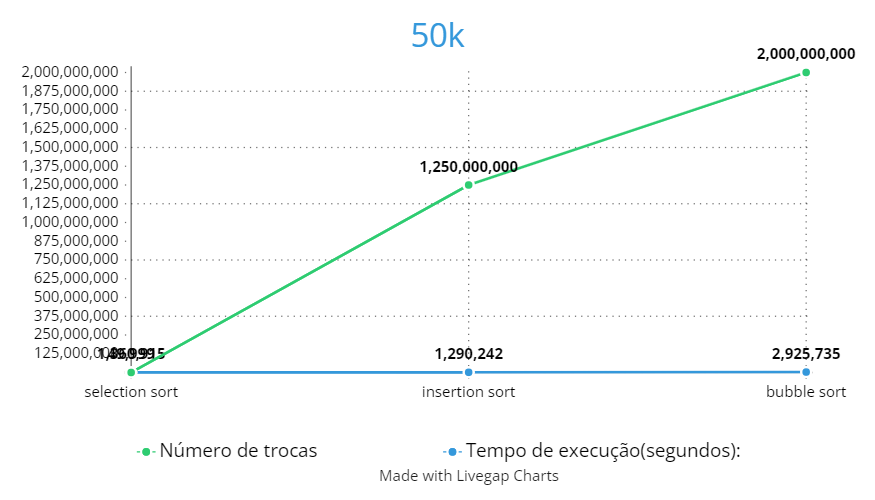 50k
2,000,000,000
2,000,000,000
1,875,000,000
1,750,000,000
1,625,000,000
1,500,000,000
1,375,000,000
1,250,000,000
1,250,000,000
1,125,000,000
1,000,000,000
875,000,000
750,000,000
625,000,000
500,000,000
375,000,000
250,000,000
125,000,000
1,290,242
2,925,735
selection sort
insertion sort
bubble sort
Número de trocas
Tempo de execução(segundos):
Made with Livegap Charts